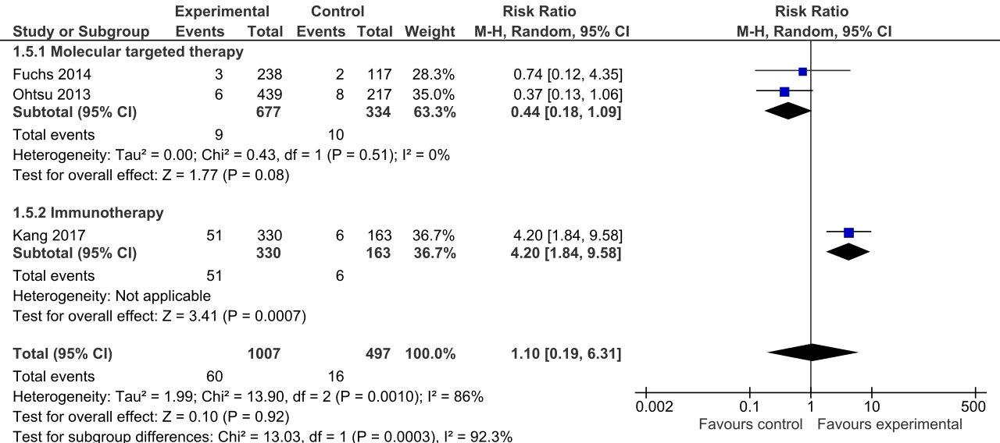 Experimental Control Risk Ratio Risk Ratio
Study or Subgroup Events Total Events Total Weight M-H, Random, 95% CI M-H, Random, 95% CI
1.5.1 Molecular targeted therapy
Fuchs 2014 3 238 2 117 28.3% 0.74 [0.12, 4.35]
Ohtsu 2013 6 439 8 217 35.0% 0.37 [0.13, 1.06]
Subtotal (95% CI) 677 334 63.3% 0.44 [0.18, 1.09]
Total events 9 10
Heterogeneity: Tau² = 0.00; Chi² = 0.43, df = 1 (P = 0.51); I² = 0%
Test for overall effect: Z = 1.77 (P = 0.08)
1.5.2 Immunotherapy
Kang 2017 51 330 6 163 36.7% 4.20 [1.84, 9.58]
Subtotal (95% CI) 330 163 36.7% 4.20 [1.84, 9.58]
Total events 51 6
Heterogeneity: Not applicable
Test for overall effect: Z = 3.41 (P = 0.0007)
Total (95% CI) 1007 497 100.0% 1.10 [0.19, 6.31]
Total events 60 16
Heterogeneity: Tau² = 1.99; Chi² = 13.90, df = 2 (P = 0.0010); I² = 86%
Test for overall effect: Z = 0.10 (P = 0.92)
Test for subgroup differences: Chi² = 13.03, df = 1 (P = 0.0003), I² = 92.3%
0.002 0.1 1 10 500
Favours control Favours experimental